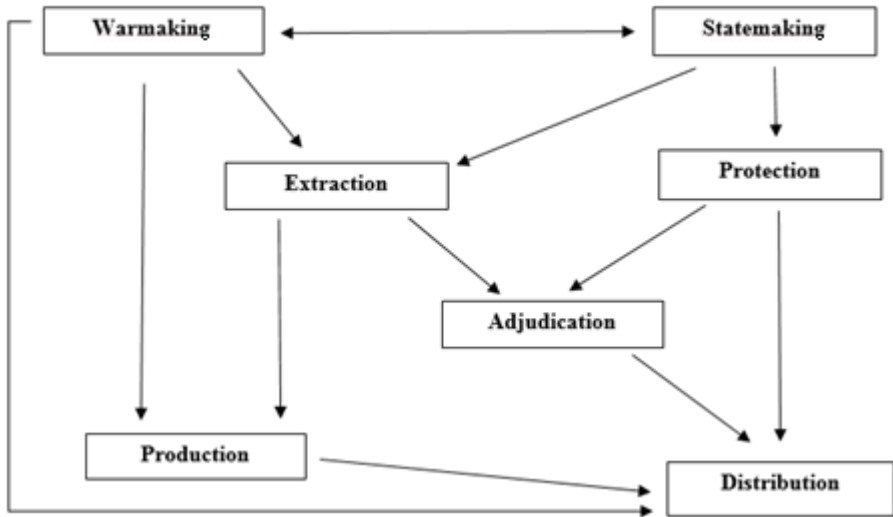 Warmaking
Statemaking
Extraction
Protection
Adjudication
Production
Distribution